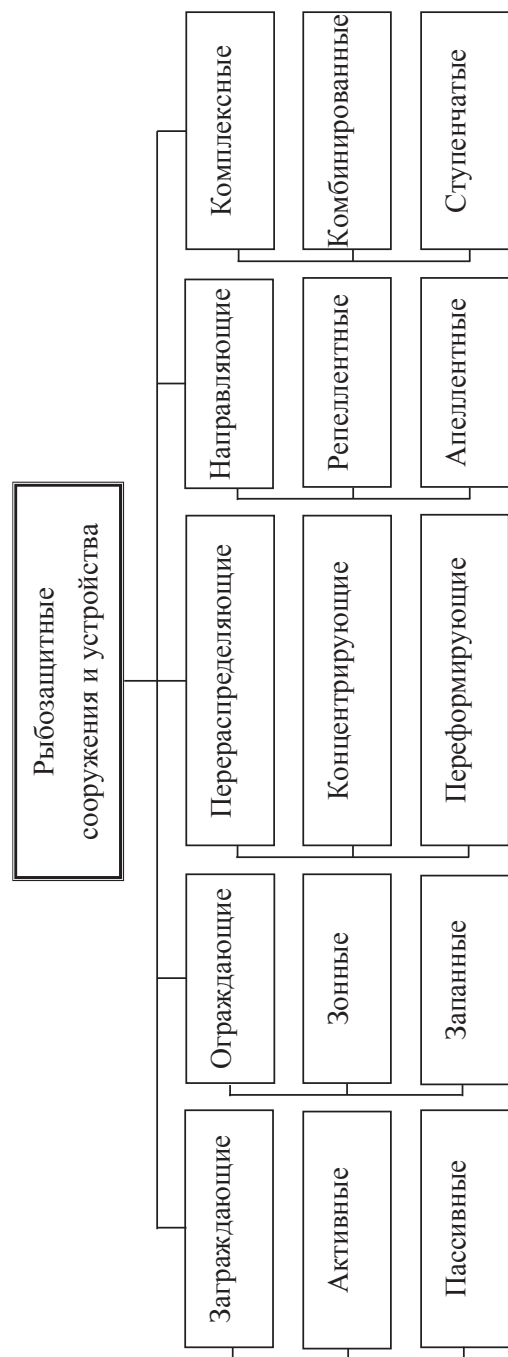 Рыбозащитные
сооружения и устройства
Заграждающие
Активные
Пассивные
Ограждающие
Зонные
Запанные
Перераспределяющие
Концентрирующие
Переформирующие
Направляющие
Репеллентные
Апеллентные
Комплексные
Комбинированные
Ступенчатые